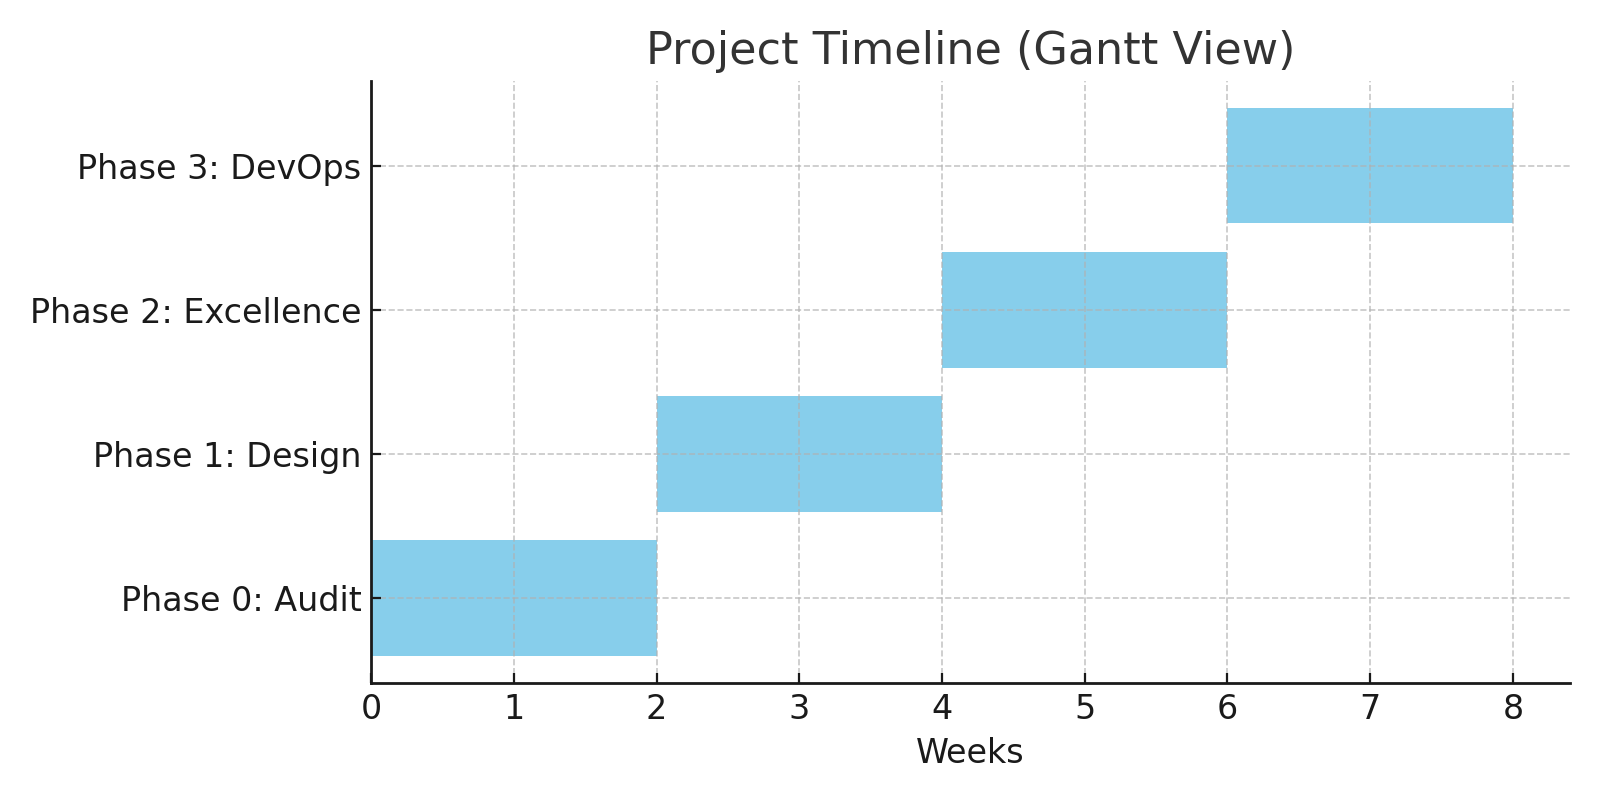 Project Timeline (Gantt View)
Phase 3: DevOps
Phase 2: Excellence
Phase 1: Design
Phase 0: Audit
0 1 2 3 4 5 6 7 8
Weeks